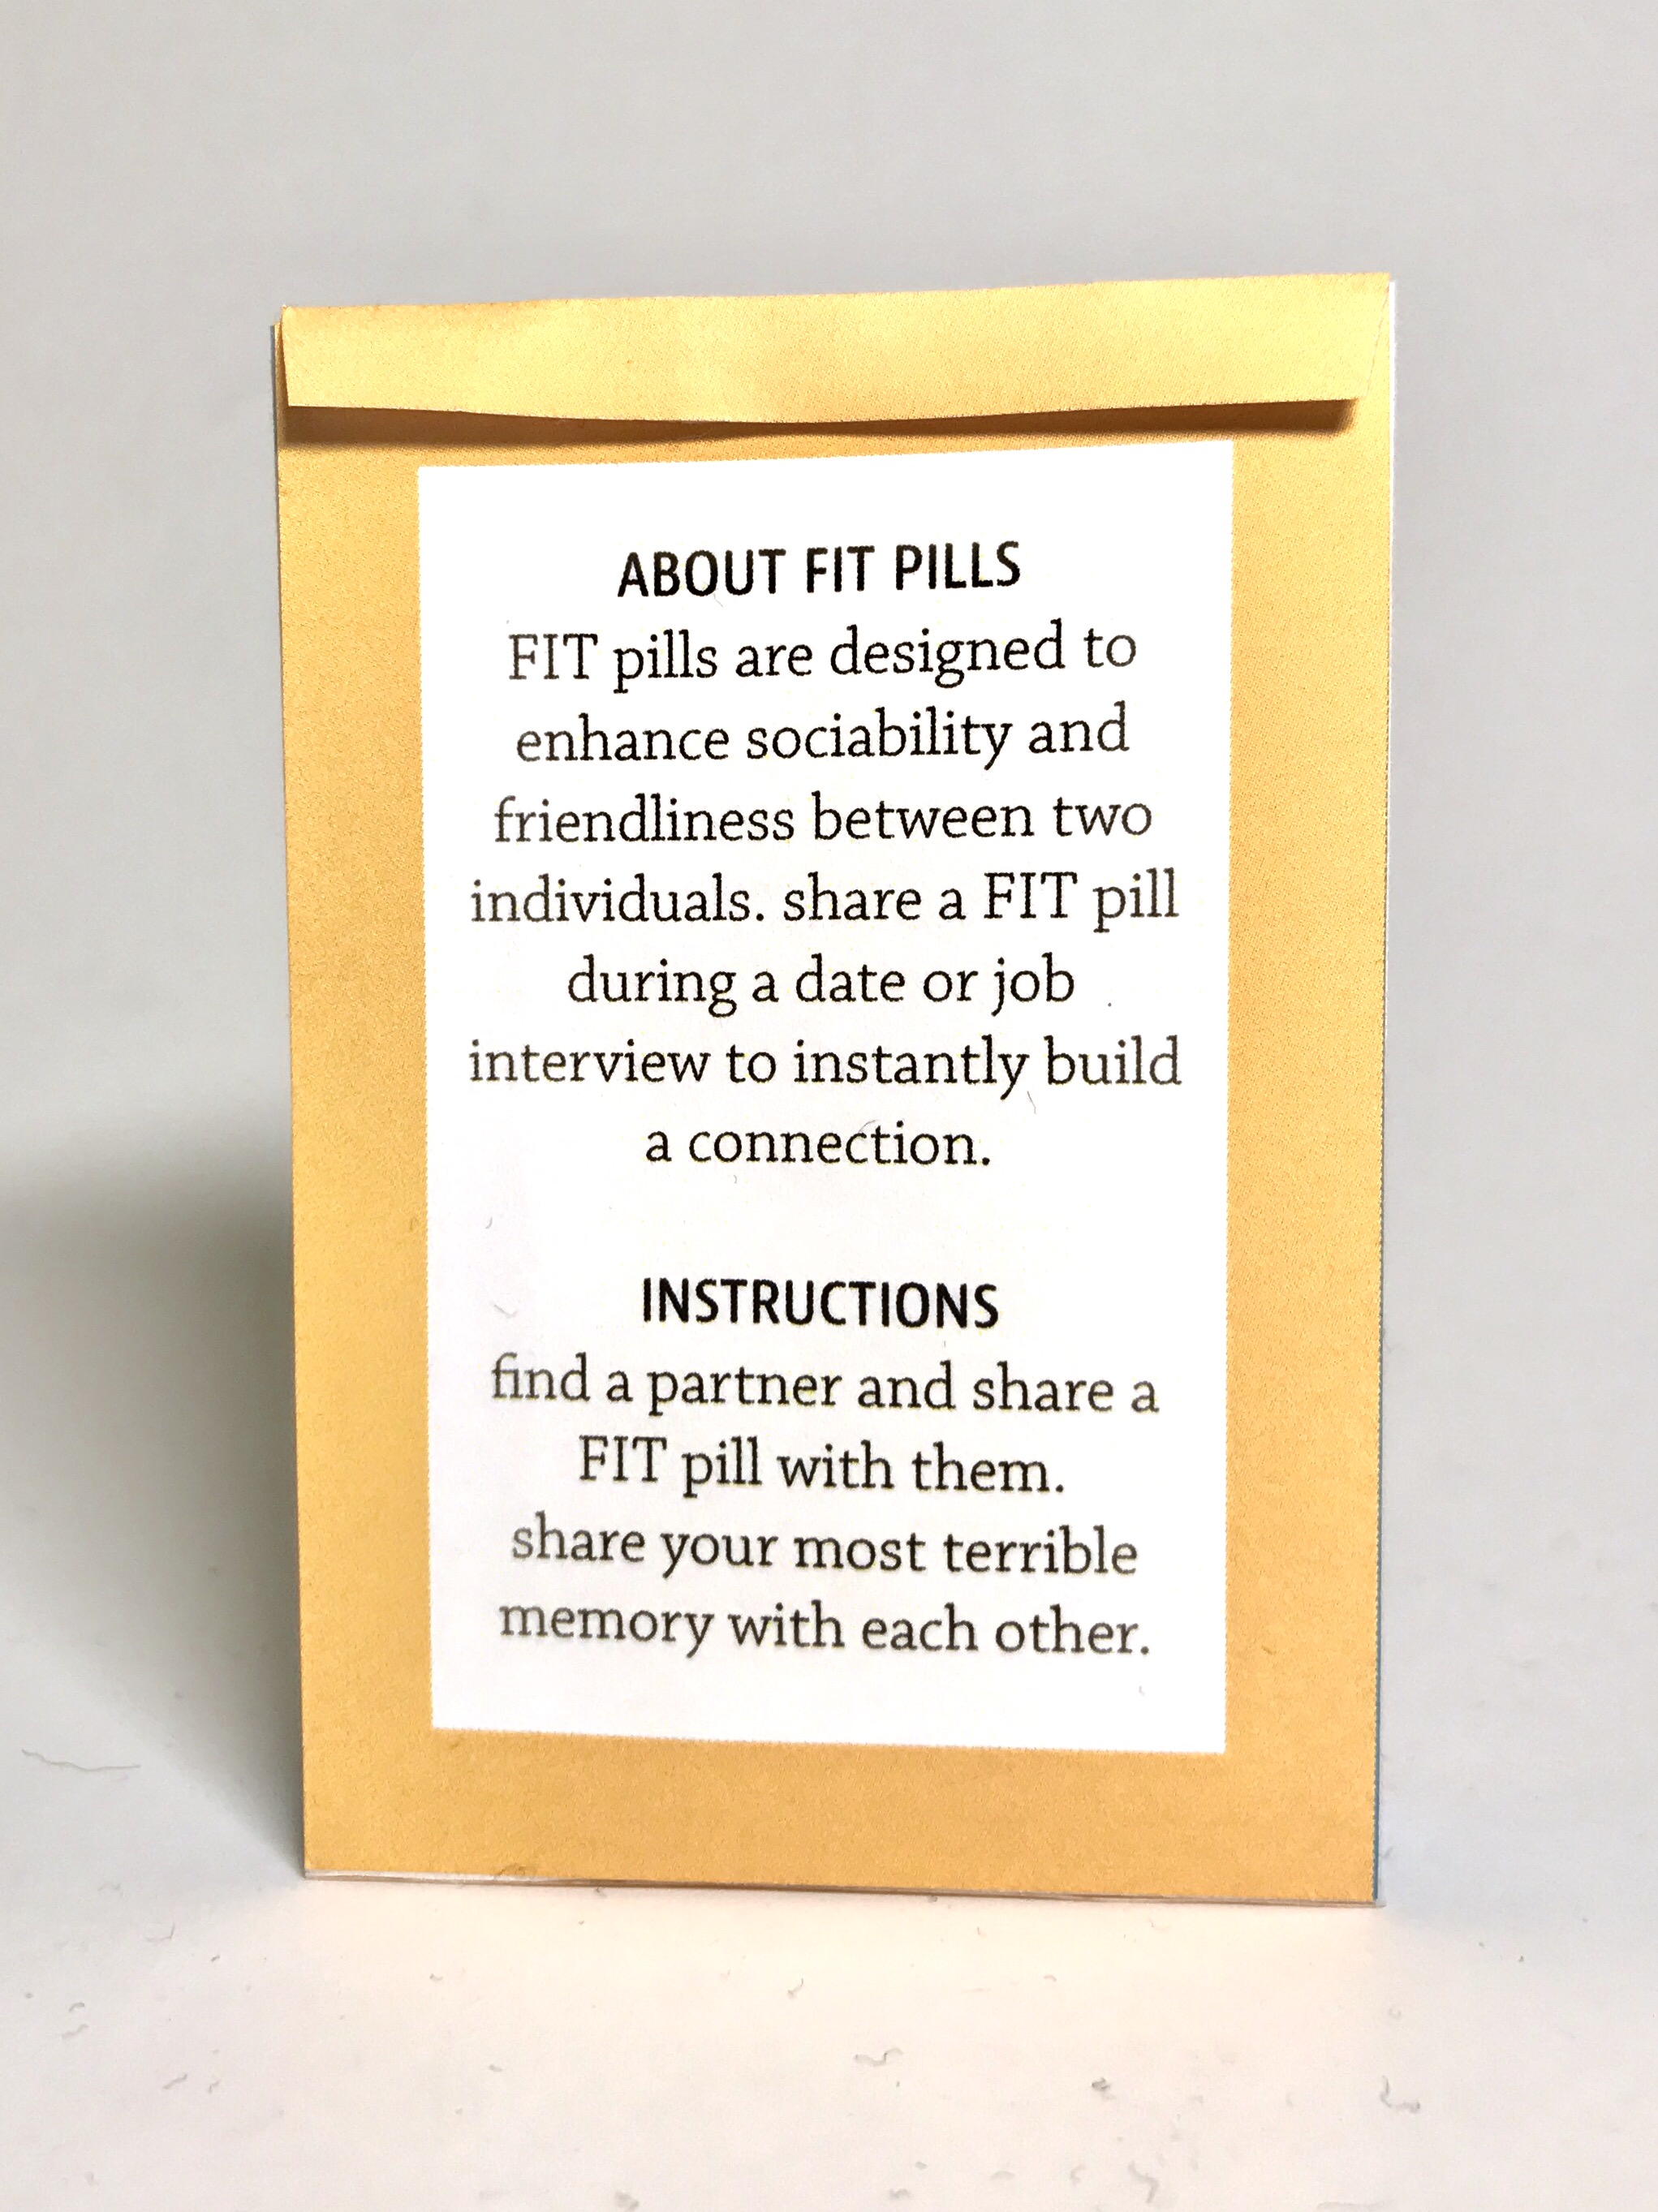 ABOUT FIT PILLS
FIT pills are designed to
enhance sociability and
friendliness between two
individuals. share a FIT pill
during a date or job
interview to instantly build
a connection.
INSTRUCTIONS
find a partner and share a
FIT pill with them.
share your most terrible
memory with each other.